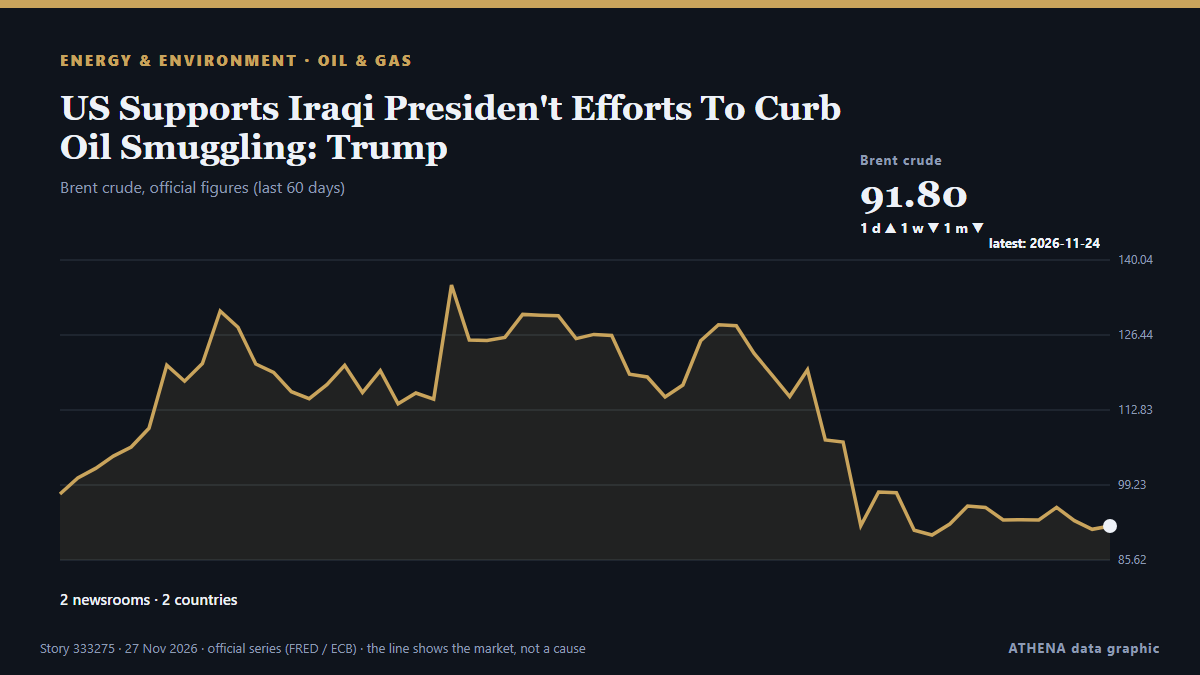 ENERGY & ENVIRONMENT · OIL & GAS
US Supports Iraqi Presiden't Efforts To Curb
Oil Smuggling: Trump
Brent crude, official figures (last 60 days)
Brent crude
91.80
1 d ▲ 1 w ▼ 1 m ▼
latest: 2026-11-24
140.04
126.44
112.83
99.23
85.62
2 newsrooms · 2 countries
Story 333275 · 27 Nov 2026 · official series (FRED / ECB) · the line shows the market, not a cause
ATHENA data graphic